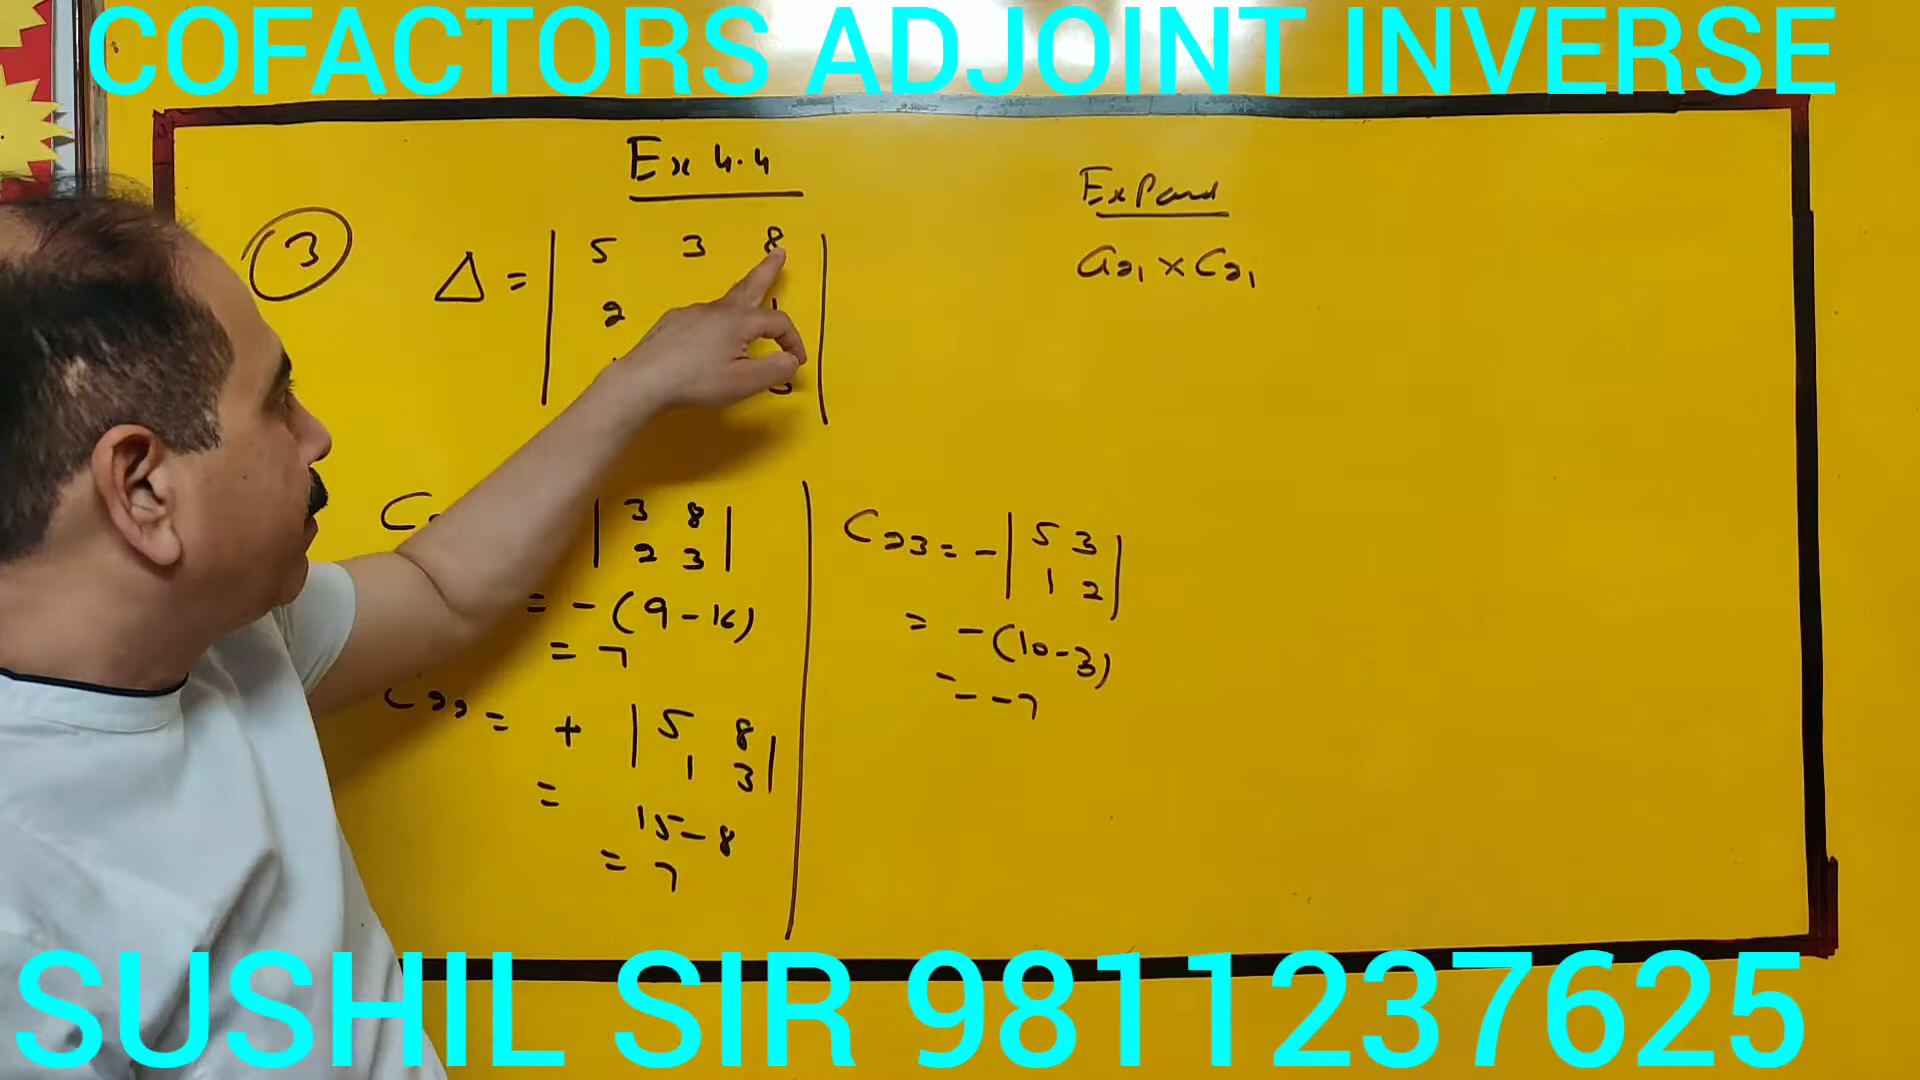 COFACTORS ADJOINT INVERSE
Ex 4.4
3
Δ = | 5 3 8 |
2 1
3
Expand
a21 × C21
| 3 8 |
| 2 3 |
= - (9 - 16)
= 7
C22 = + | 5 8 |
| 1 3 |
= 15 - 8
= 7
C23 = - | 5 3 |
| 1 2 |
= - (10 - 3)
= - 7
SUSHIL SIR 9811237625